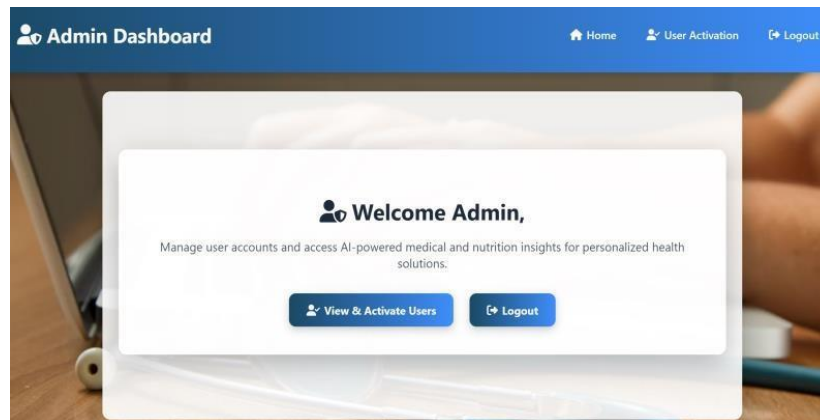 Admin Dashboard
Home
User Activation
Logout
Welcome Admin,
Manage user accounts and access AI-powered medical and nutrition insights for personalized health
solutions.
View & Activate Users
Logout